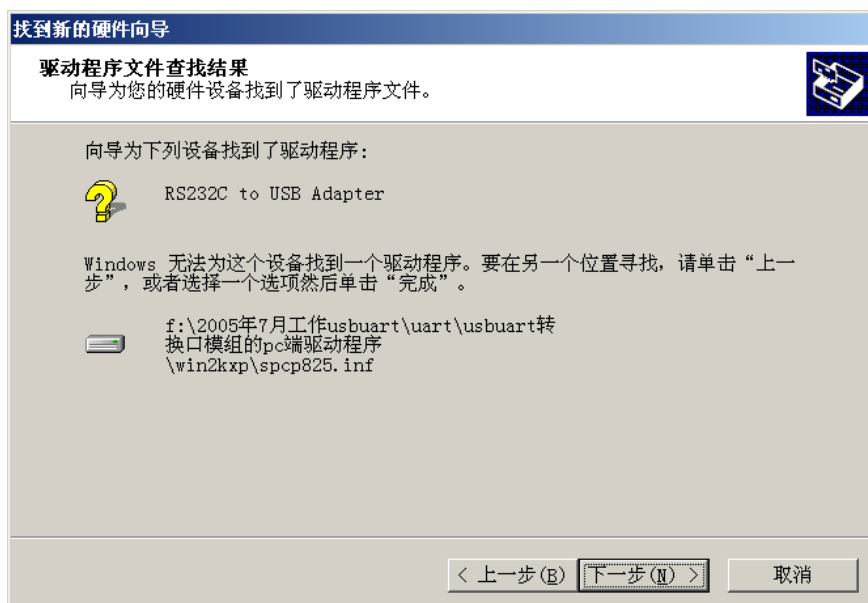 找到新的硬件向导
驱动程序文件查找结果
向导为您的硬件设备找到了驱动程序文件。
向导为下列设备找到了驱动程序:
RS232C to USB Adapter
Windows 无法为这个设备找到一个驱动程序。要在另一个位置寻找，请单击“上一
步”，或者选择一个选项然后单击“完成”。
f:\2005年7月工作usbuart\uart\usbuart转
换口模组的pc端驱动程序
\win2kxp\spcp825.inf
< 上一步(B) 下一步(N) > 取消